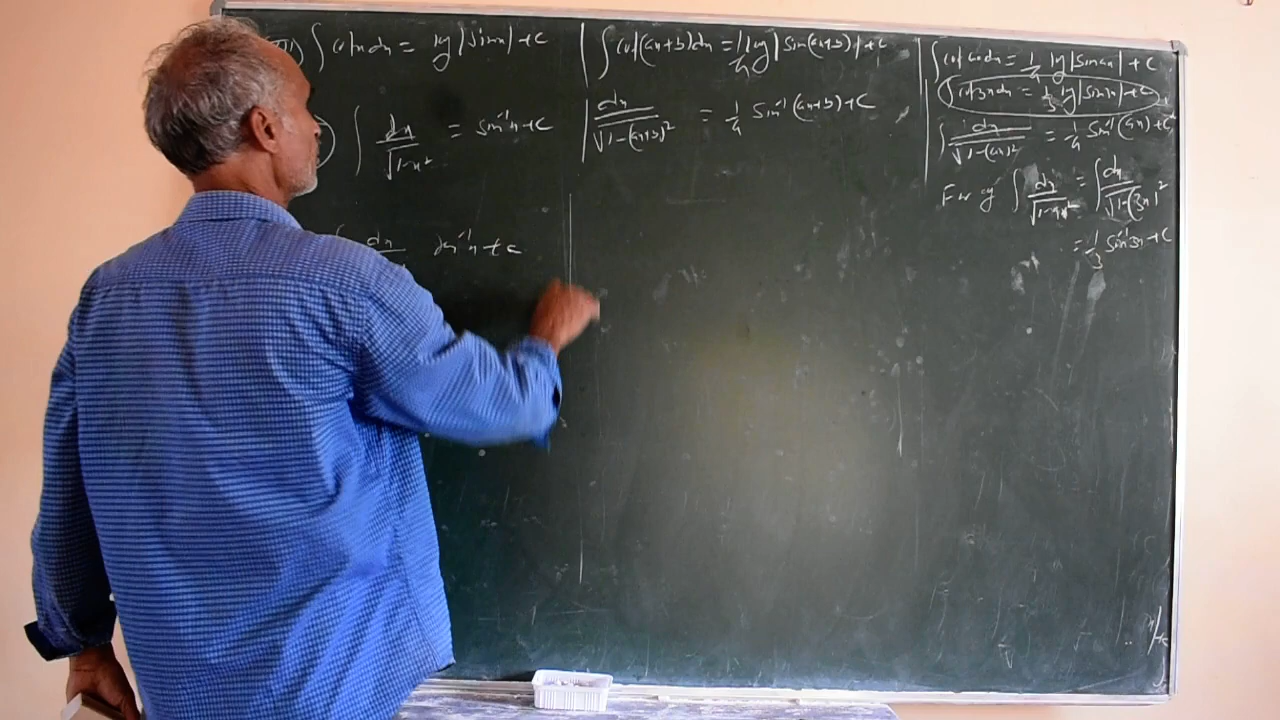 ∫ cot x dx = log |sin x| + C
∫ dx/√1-x² = sin⁻¹x + C
dx
∫ cot(ax+b) dx = 1/a log |sin(ax+b)| + C
dx/√1-(ax+b)² = 1/a sin⁻¹(ax+b) + C
∫ cot ax dx = 1/a log |sin ax| + C
∫ cot 3x dx = 1/3 log |sin 3x| + C
∫ dx/√1-(ax)² = 1/a sin⁻¹(ax) + C
For eg ∫ dx/√1-9x² = ∫ dx/√1-(3x)²
= 1/3 sin⁻¹3x + C